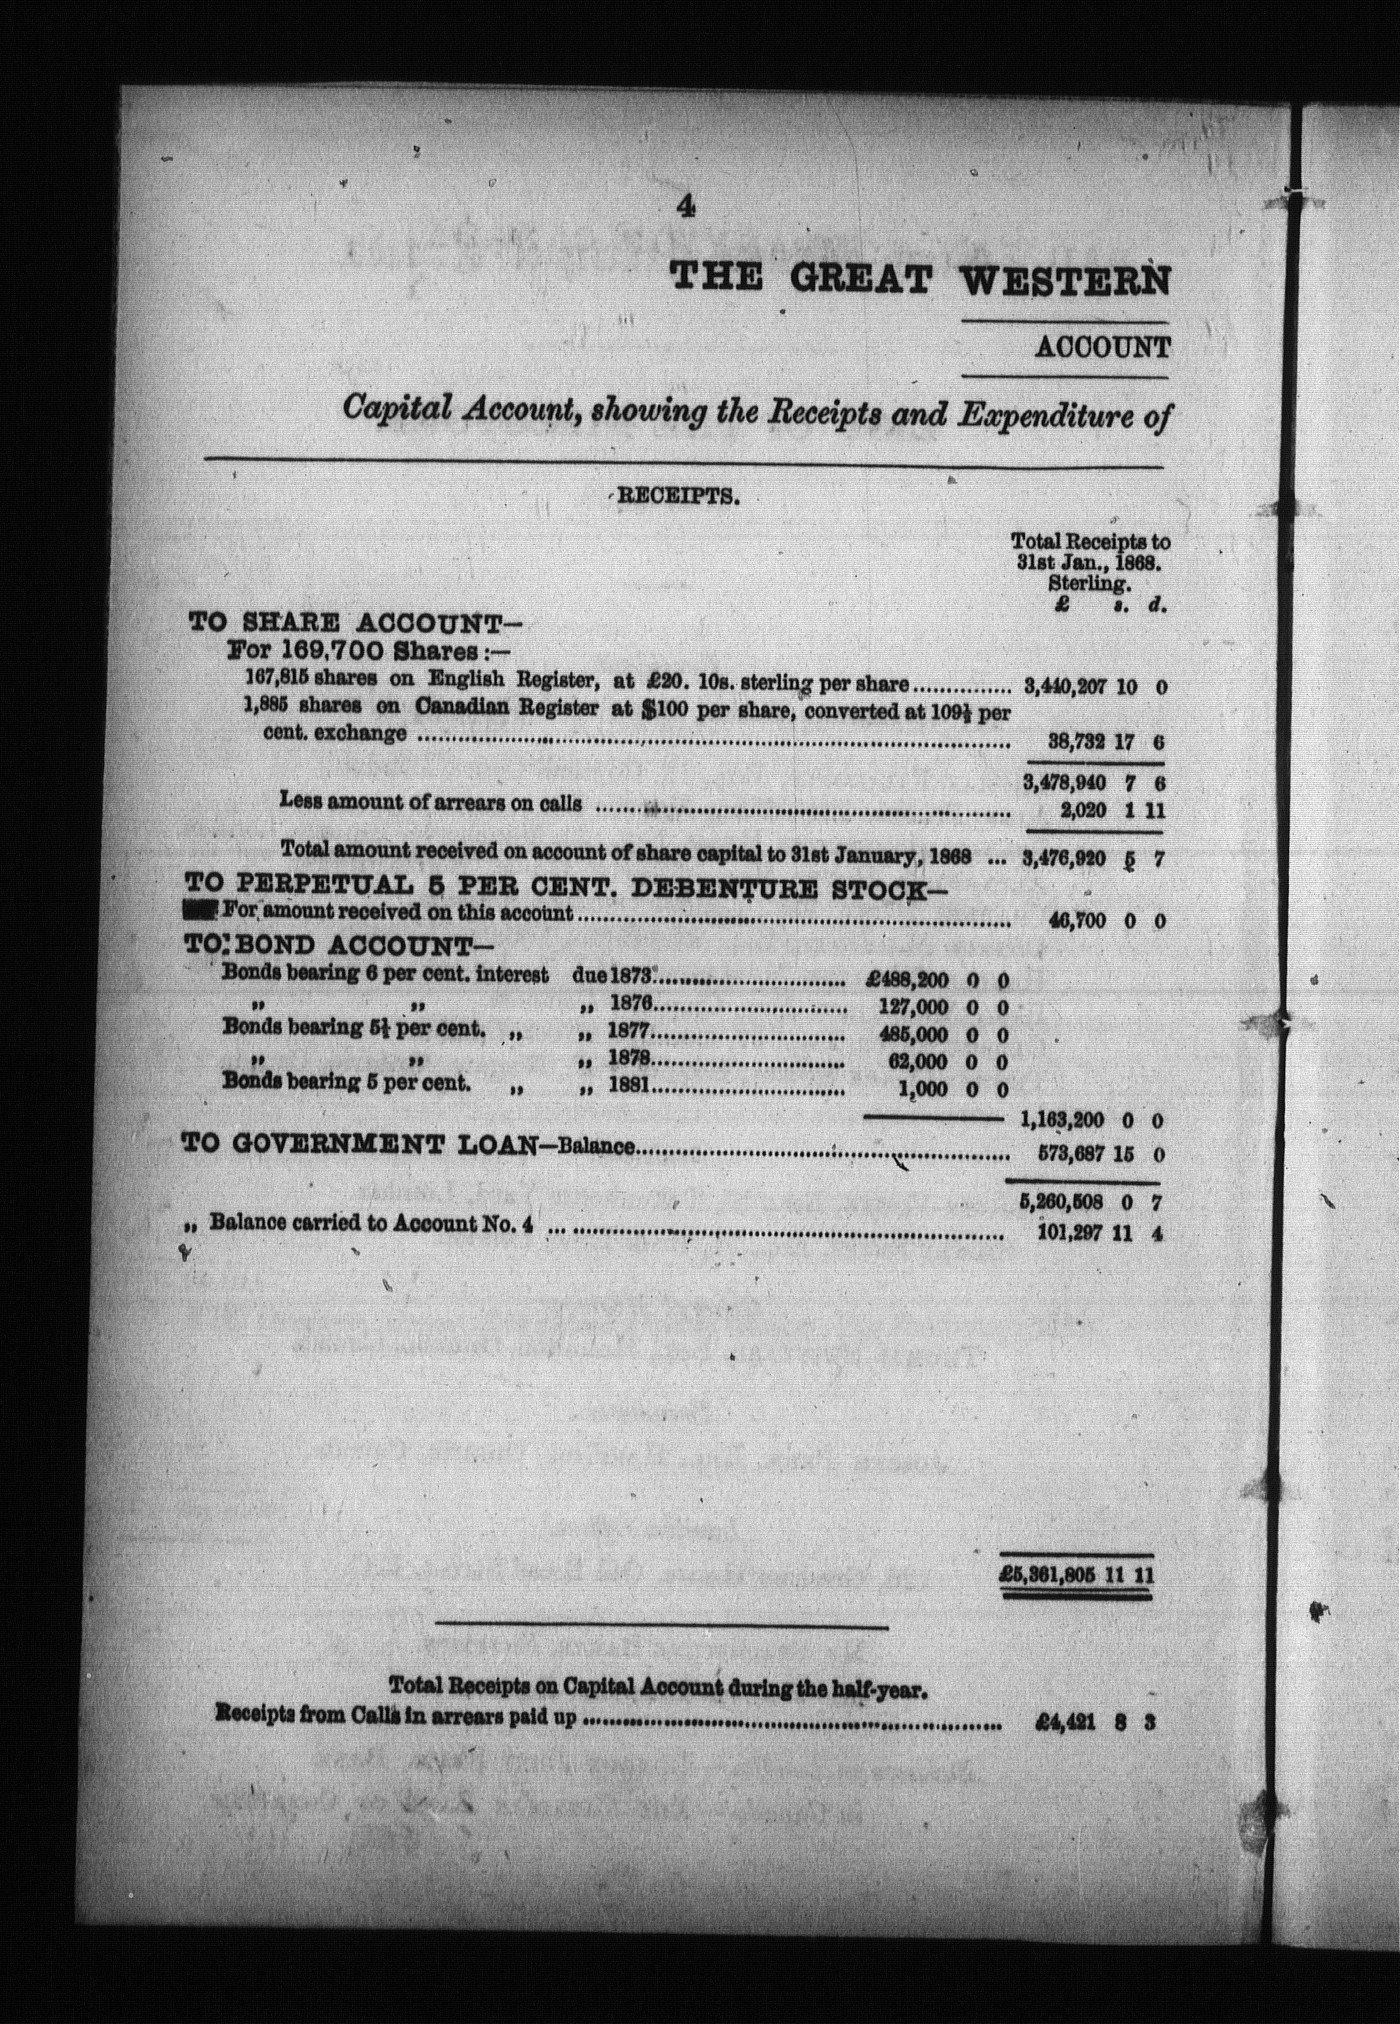 4
THE GREAT WESTERN
ACCOUNT
Capital Account, showing the Receipts and Expenditure of
RECEIPTS.
Total Receipts to
31st Jan., 1868.
Sterling.
£ s. d.
TO SHARE ACCOUNT—
For 169,700 Shares:—
167,815 shares on English Register, at £20. 10s. sterling per share ............... 3,440,207 10 0
1,885 shares on Canadian Register at $100 per share, converted at 109½ per
cent. exchange ............... 38,732 17 6
3,478,940 7 6
Less amount of arrears on calls ............... 2,020 1 11
Total amount received on account of share capital to 31st January, 1868 ... 3,476,920 5 7
TO PERPETUAL 5 PER CENT. DEBENTURE STOCK—
For amount received on this account ............... 46,700 0 0
TO BOND ACCOUNT—
Bonds bearing 6 per cent. interest due 1873 ............... £488,200 0 0
„ „ „ 1876 ............... 127,000 0 0
Bonds bearing 5½ per cent. „ „ 1877 ............... 485,000 0 0
„ „ „ 1878 ............... 62,000 0 0
Bonds bearing 5 per cent. „ „ 1881 ............... 1,000 0 0
1,163,200 0 0
TO GOVERNMENT LOAN—Balance ............... 573,687 15 0
5,260,508 0 7
„ Balance carried to Account No. 4 ... ............... 101,297 11 4
£5,361,805 11 11
Total Receipts on Capital Account during the half-year.
Receipts from Calls in arrears paid up ............... £4,421 8 3